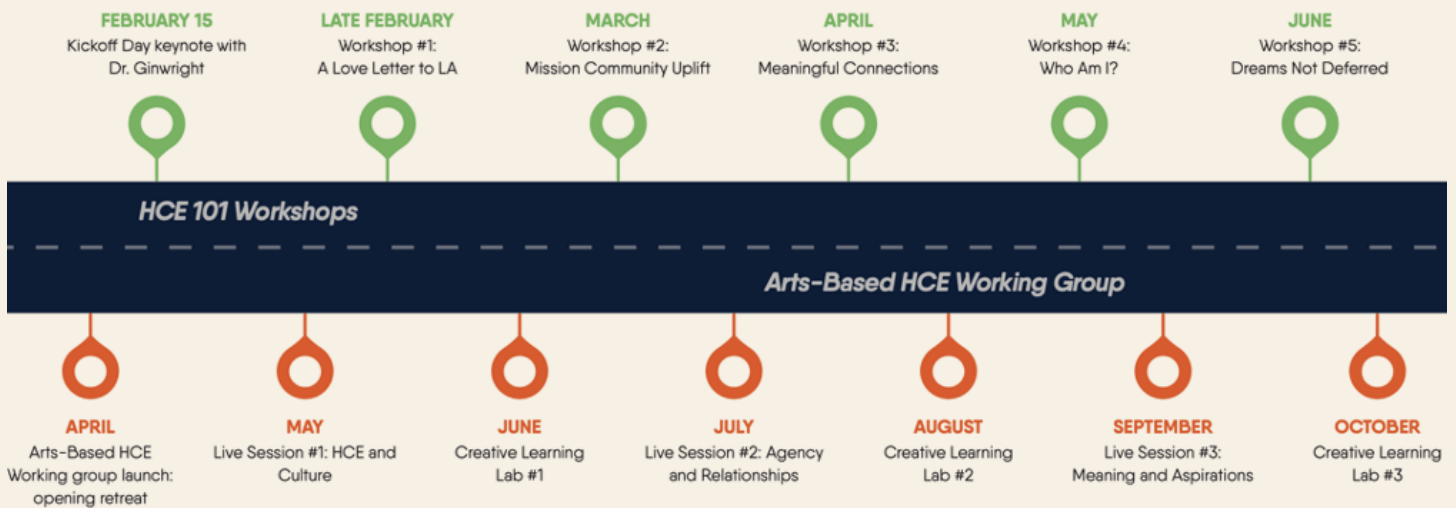 FEBRUARY 15
Kickoff Day keynote with
Dr. Ginwright
LATE FEBRUARY
Workshop #1:
A Love Letter to LA
MARCH
Workshop #2:
Mission Community Uplift
APRIL
Workshop #3:
Meaningful Connections
MAY
Workshop #4:
Who Am I?
JUNE
Workshop #5:
Dreams Not Deferred
HCE 101 Workshops
Arts-Based HCE Working Group
APRIL
Arts-Based HCE
Working group launch:
opening retreat
MAY
Live Session #1: HCE and
Culture
JUNE
Creative Learning
Lab #1
JULY
Live Session #2: Agency
and Relationships
AUGUST
Creative Learning
Lab #2
SEPTEMBER
Live Session #3:
Meaning and Aspirations
OCTOBER
Creative Learning
Lab #3